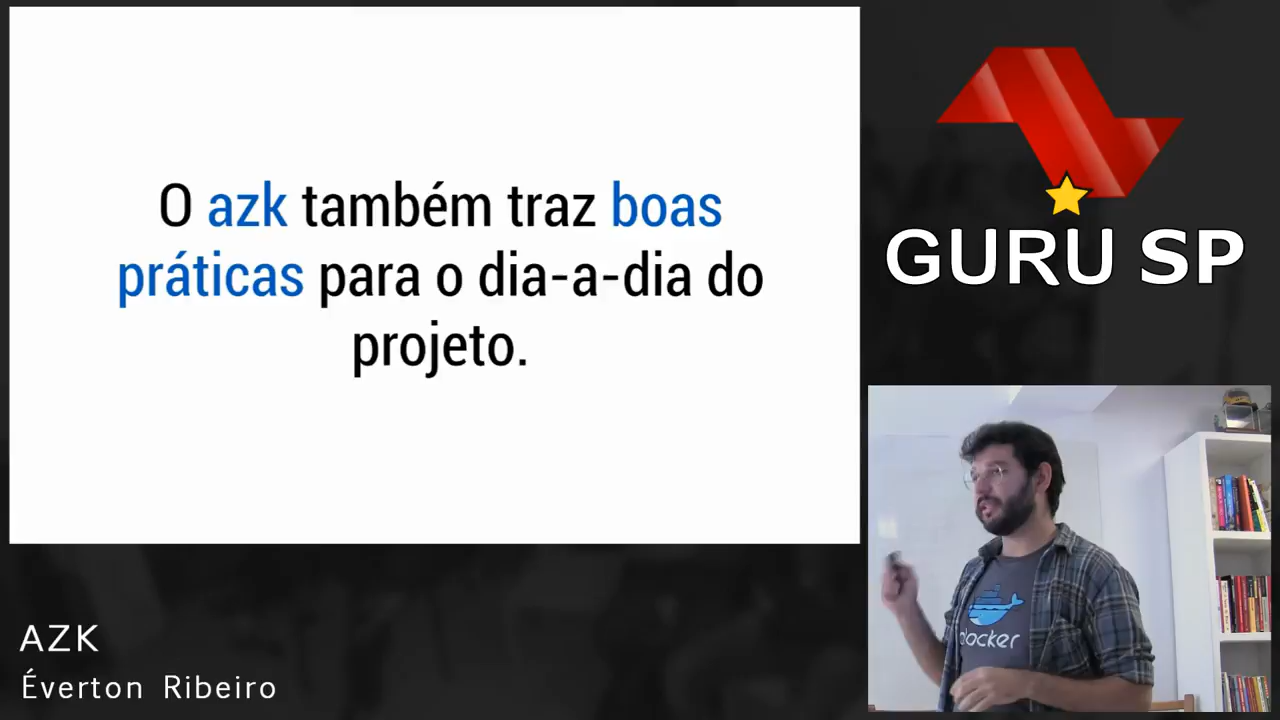 O azk também traz boas
práticas para o dia-a-dia do
projeto.
GURU SP
docker
AZK
Éverton Ribeiro